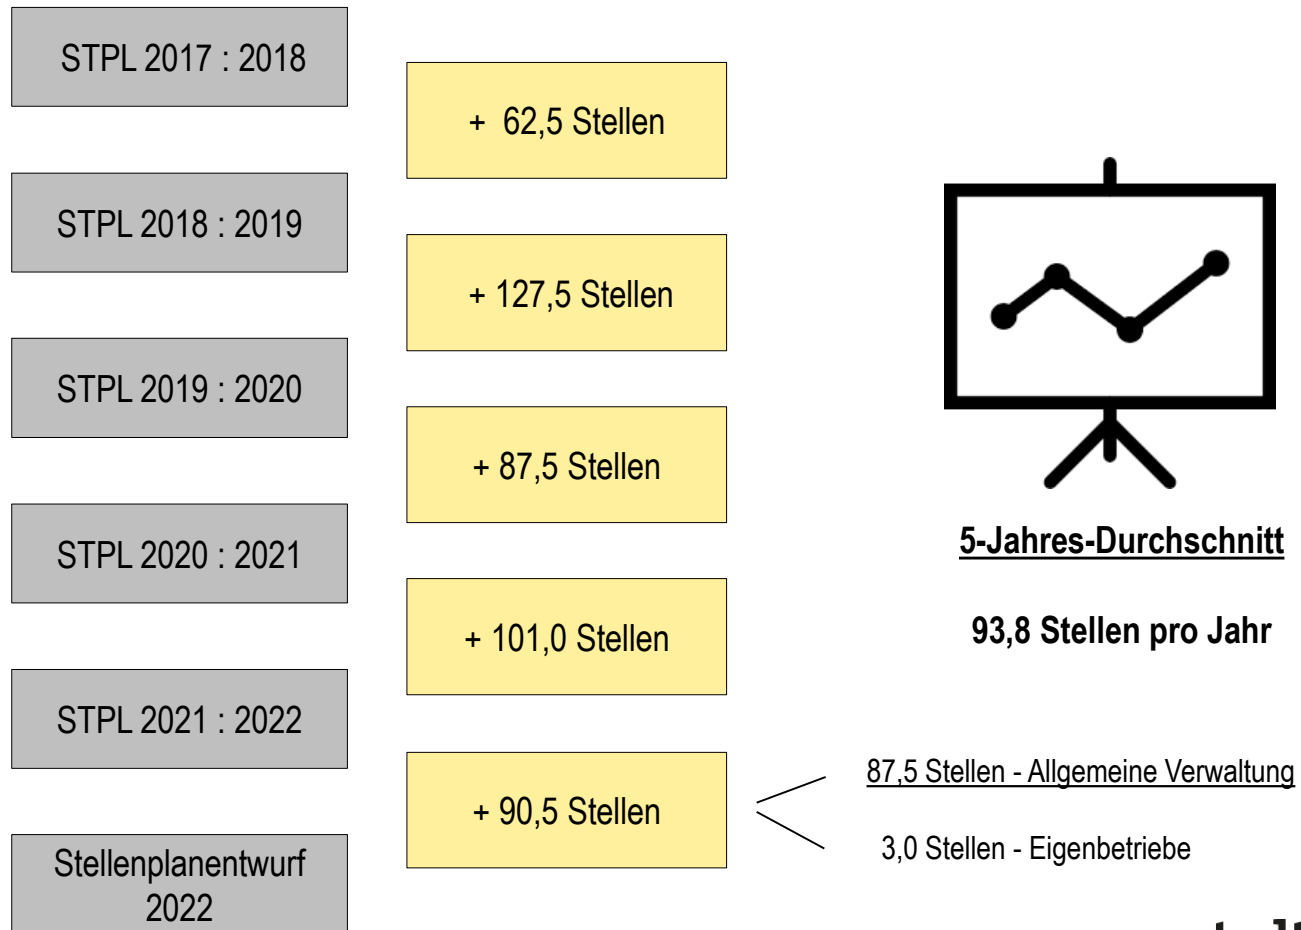 STPL 2017 : 2018
+ 62,5 Stellen
STPL 2018 : 2019
+ 127,5 Stellen
STPL 2019 : 2020
+ 87,5 Stellen
STPL 2020 : 2021
+ 101,0 Stellen
STPL 2021 : 2022
+ 90,5 Stellen
Stellenplanentwurf
2022
5-Jahres-Durchschnitt
93,8 Stellen pro Jahr
87,5 Stellen - Allgemeine Verwaltung
3,0 Stellen - Eigenbetriebe